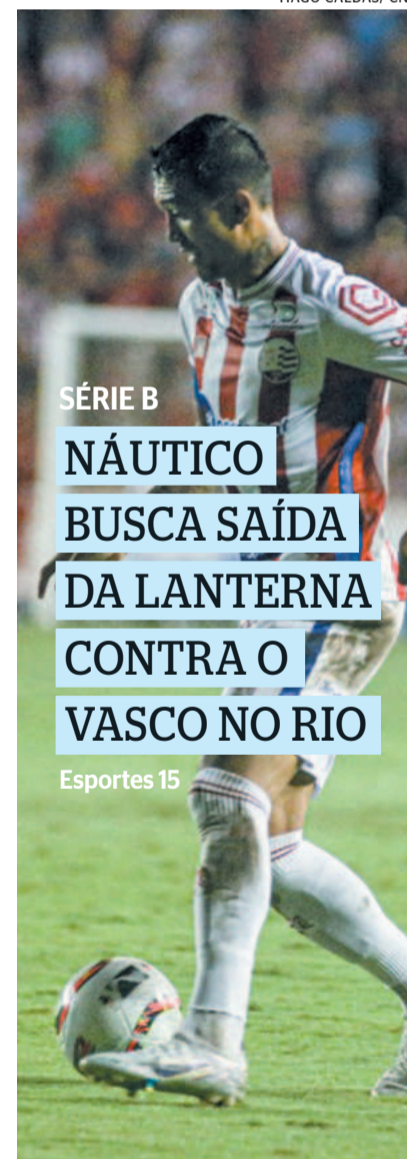 SÉRIE B
NÁUTICO
BUSCA SAÍDA
DA LANTERNA
CONTRA O
VASCO NO RIO
Esportes 15